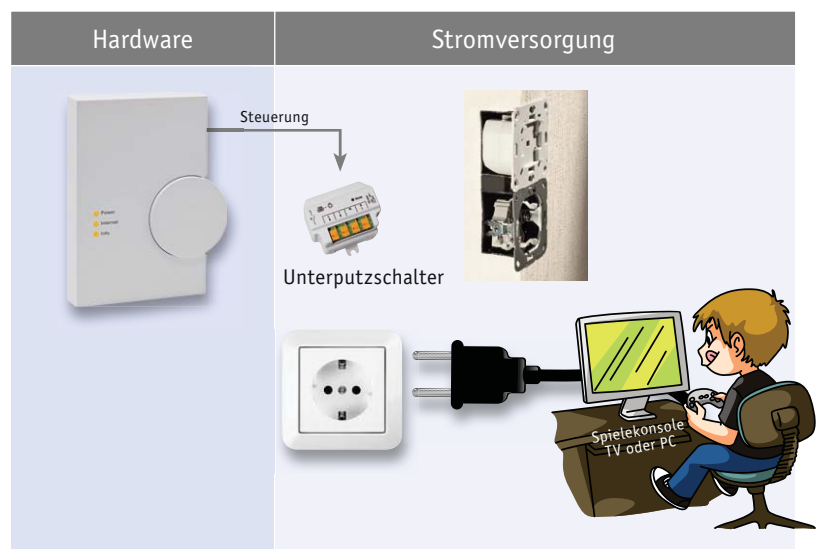 Hardware
Stromversorgung
Steuerung
Power
Internet
Info
Unterputzschalter
Spielekonsole
TV oder PC